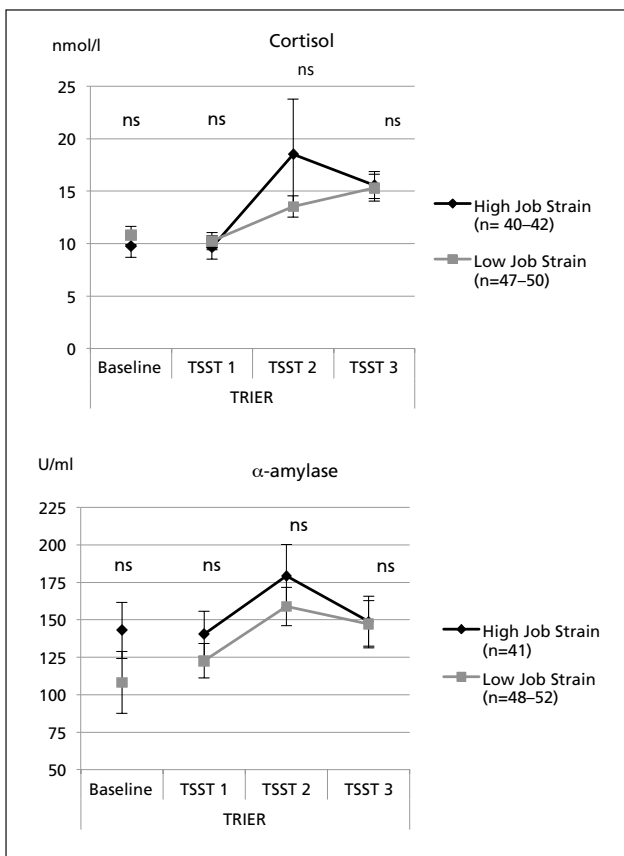 Cortisol
nmol/l
ns
25
ns
ns
ns
20
15
High Job Strain
(n= 40–42)
10
Low Job Strain
(n=47–50)
5
0
Baseline TSST 1 TSST 2 TSST 3
TRIER
U/ml
α-amylase
225
ns
200
ns
ns
ns
175
150
High Job Strain
(n=41)
125
Low Job Strain
(n=48–52)
100
75
50
Baseline TSST 1 TSST 2 TSST 3
TRIER